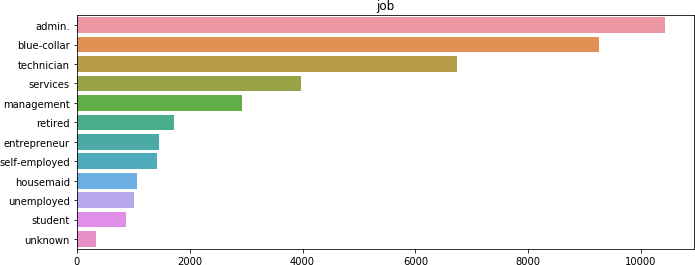 job
admin.
blue-collar
technician
services
management
retired
entrepreneur
self-employed
housemaid
unemployed
student
unknown
0 2000 4000 6000 8000 10000